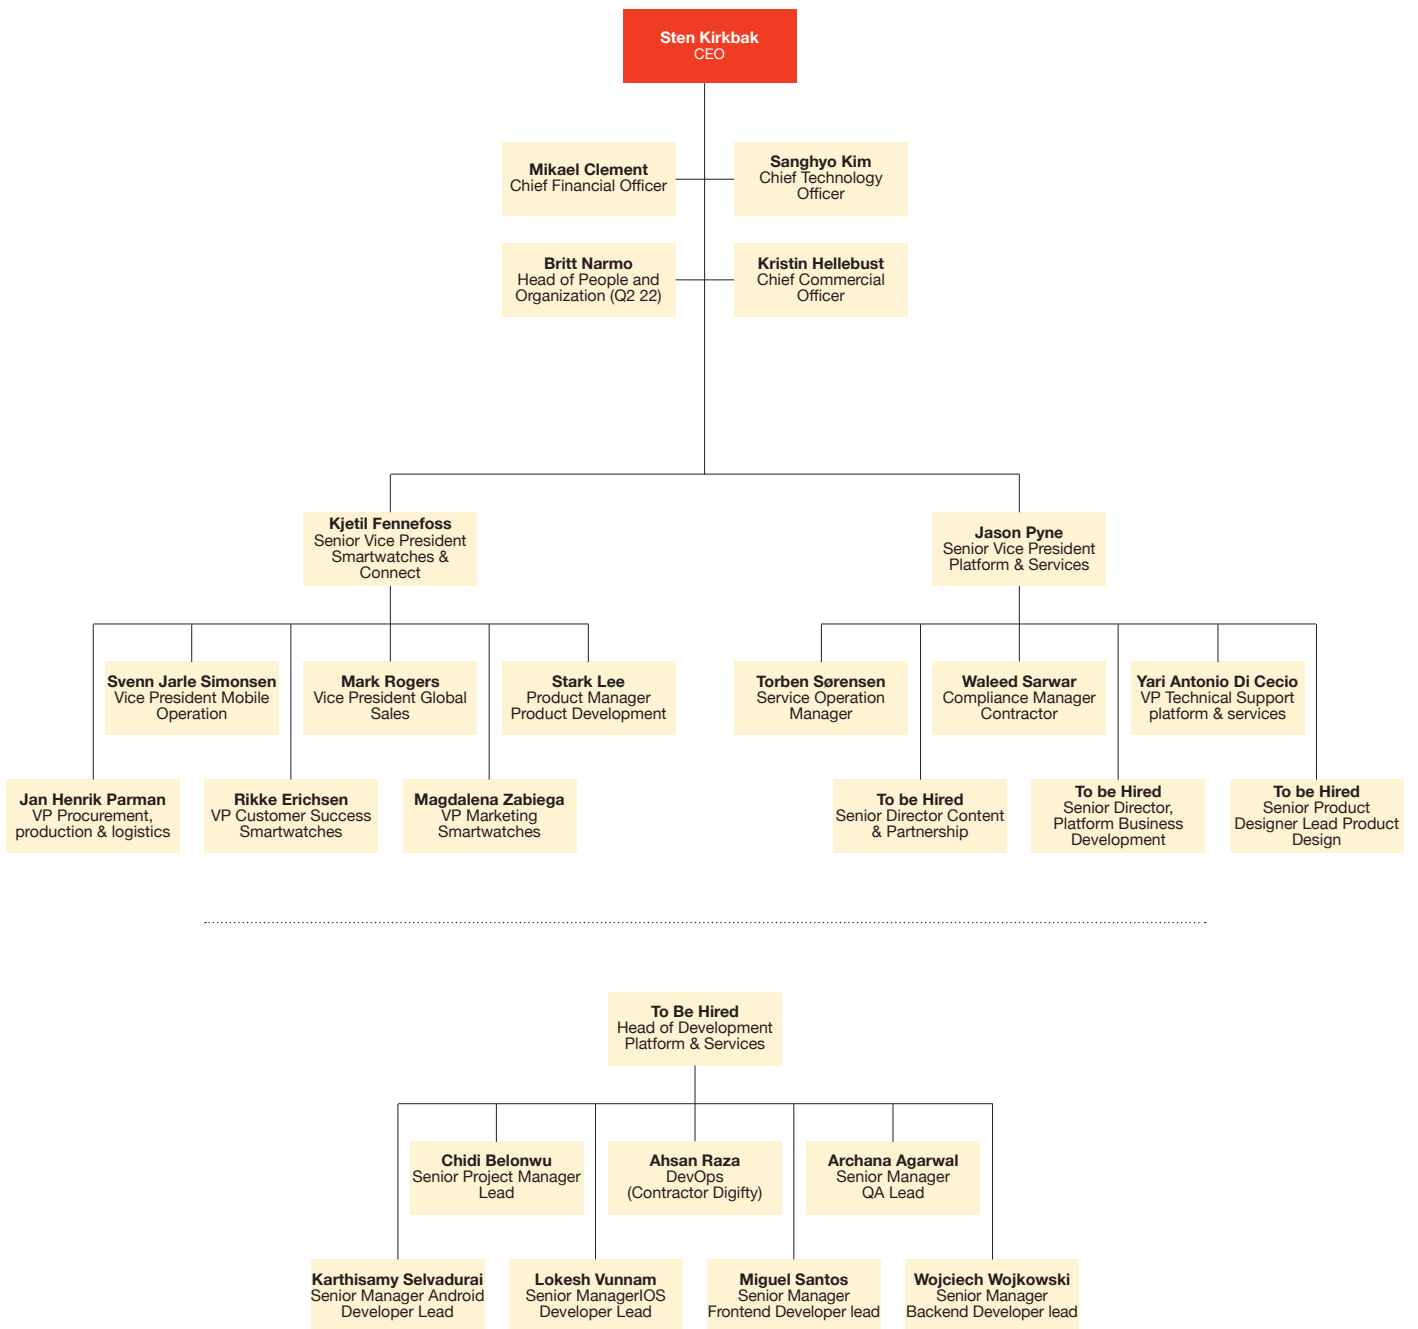 Sten Kirkbak
CEO
Mikael Clement
Chief Financial Officer
Sanghyo Kim
Chief Technology
Officer
Britt Narmo
Head of People and
Organization (Q2 22)
Kristin Hellebust
Chief Commercial
Officer
Kjetil Fennefoss
Senior Vice President
Smartwatches &
Connect
Jason Pyne
Senior Vice President
Platform & Services
Svenn Jarle Simonsen
Vice President Mobile
Operation
Mark Rogers
Vice President Global
Sales
Stark Lee
Product Manager
Product Development
Torben Sørensen
Service Operation
Manager
Waleed Sarwar
Compliance Manager
Contractor
Yari Antonio Di Cecio
VP Technical Support
platform & services
Jan Henrik Parman
VP Procurement,
production & logistics
Rikke Erichsen
VP Customer Success
Smartwatches
Magdalena Zabiega
VP Marketing
Smartwatches
To be Hired
Senior Director Content
& Partnership
To be Hired
Senior Director,
Platform Business
Development
To be Hired
Senior Product
Designer Lead Product
Design
To Be Hired
Head of Development
Platform & Services
Chidi Belonwu
Senior Project Manager
Lead
Ahsan Raza
DevOps
(Contractor Digifty)
Archana Agarwal
Senior Manager
QA Lead
Karthisamy Selvadurai
Senior Manager Android
Developer Lead
Lokesh Vunnam
Senior ManagerIOS
Developer Lead
Miguel Santos
Senior Manager
Frontend Developer lead
Wojciech Wojkowski
Senior Manager
Backend Developer lead